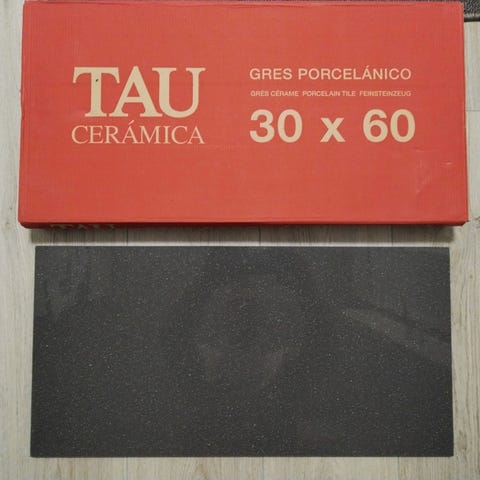 TAU
CERÁMICA
GRES PORCELÁNICO
GRÈS CÉRAME PORCELAIN TILE FEINSTEINZEUG
30 x 60